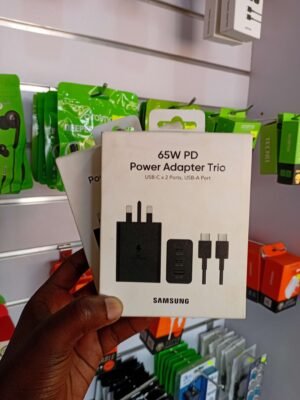 65W PD
Power Adapter Trio
USB-C x 2 Ports, USB-A Port
SAMSUNG